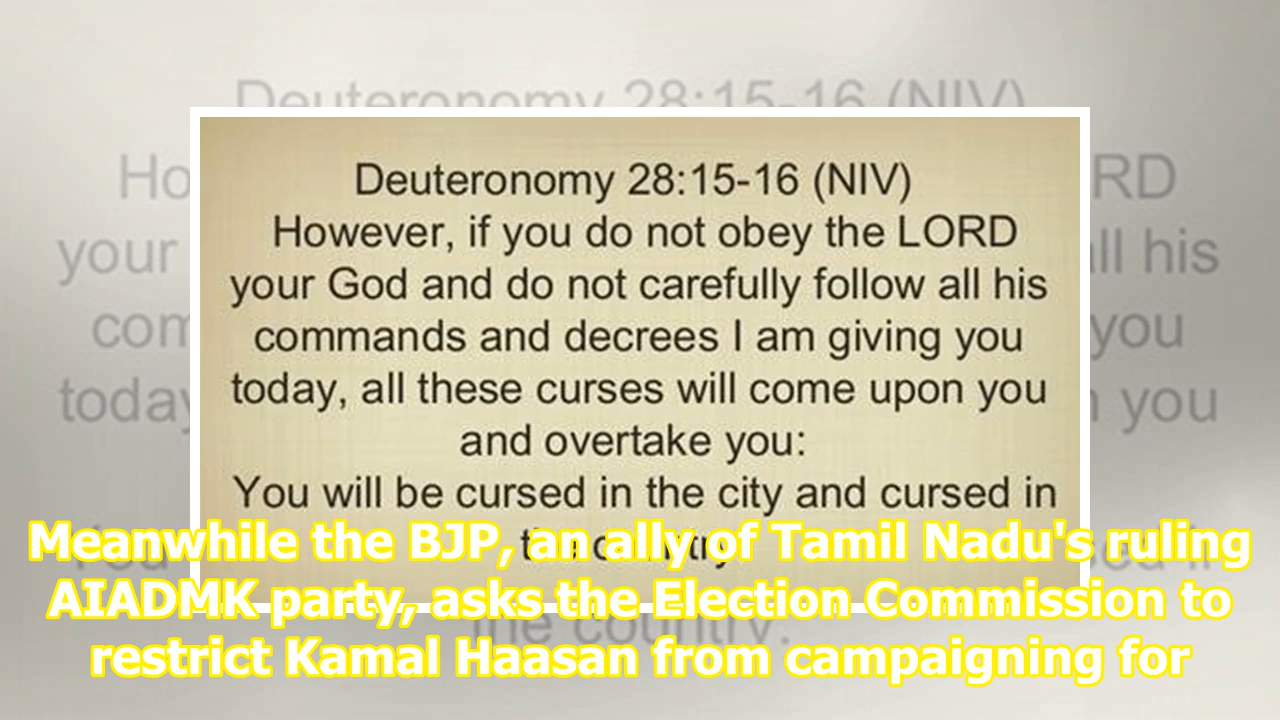 Deuteronomy 28:15-16 (NIV)
However, if you do not obey the LORD
your God and do not carefully follow all his
commands and decrees I am giving you
today, all these curses will come upon you
and overtake you:
You will be cursed in the city and cursed in
the country.
Meanwhile the BJP, an ally of Tamil Nadu's ruling
AIADMK party, asks the Election Commission to
restrict Kamal Haasan from campaigning for